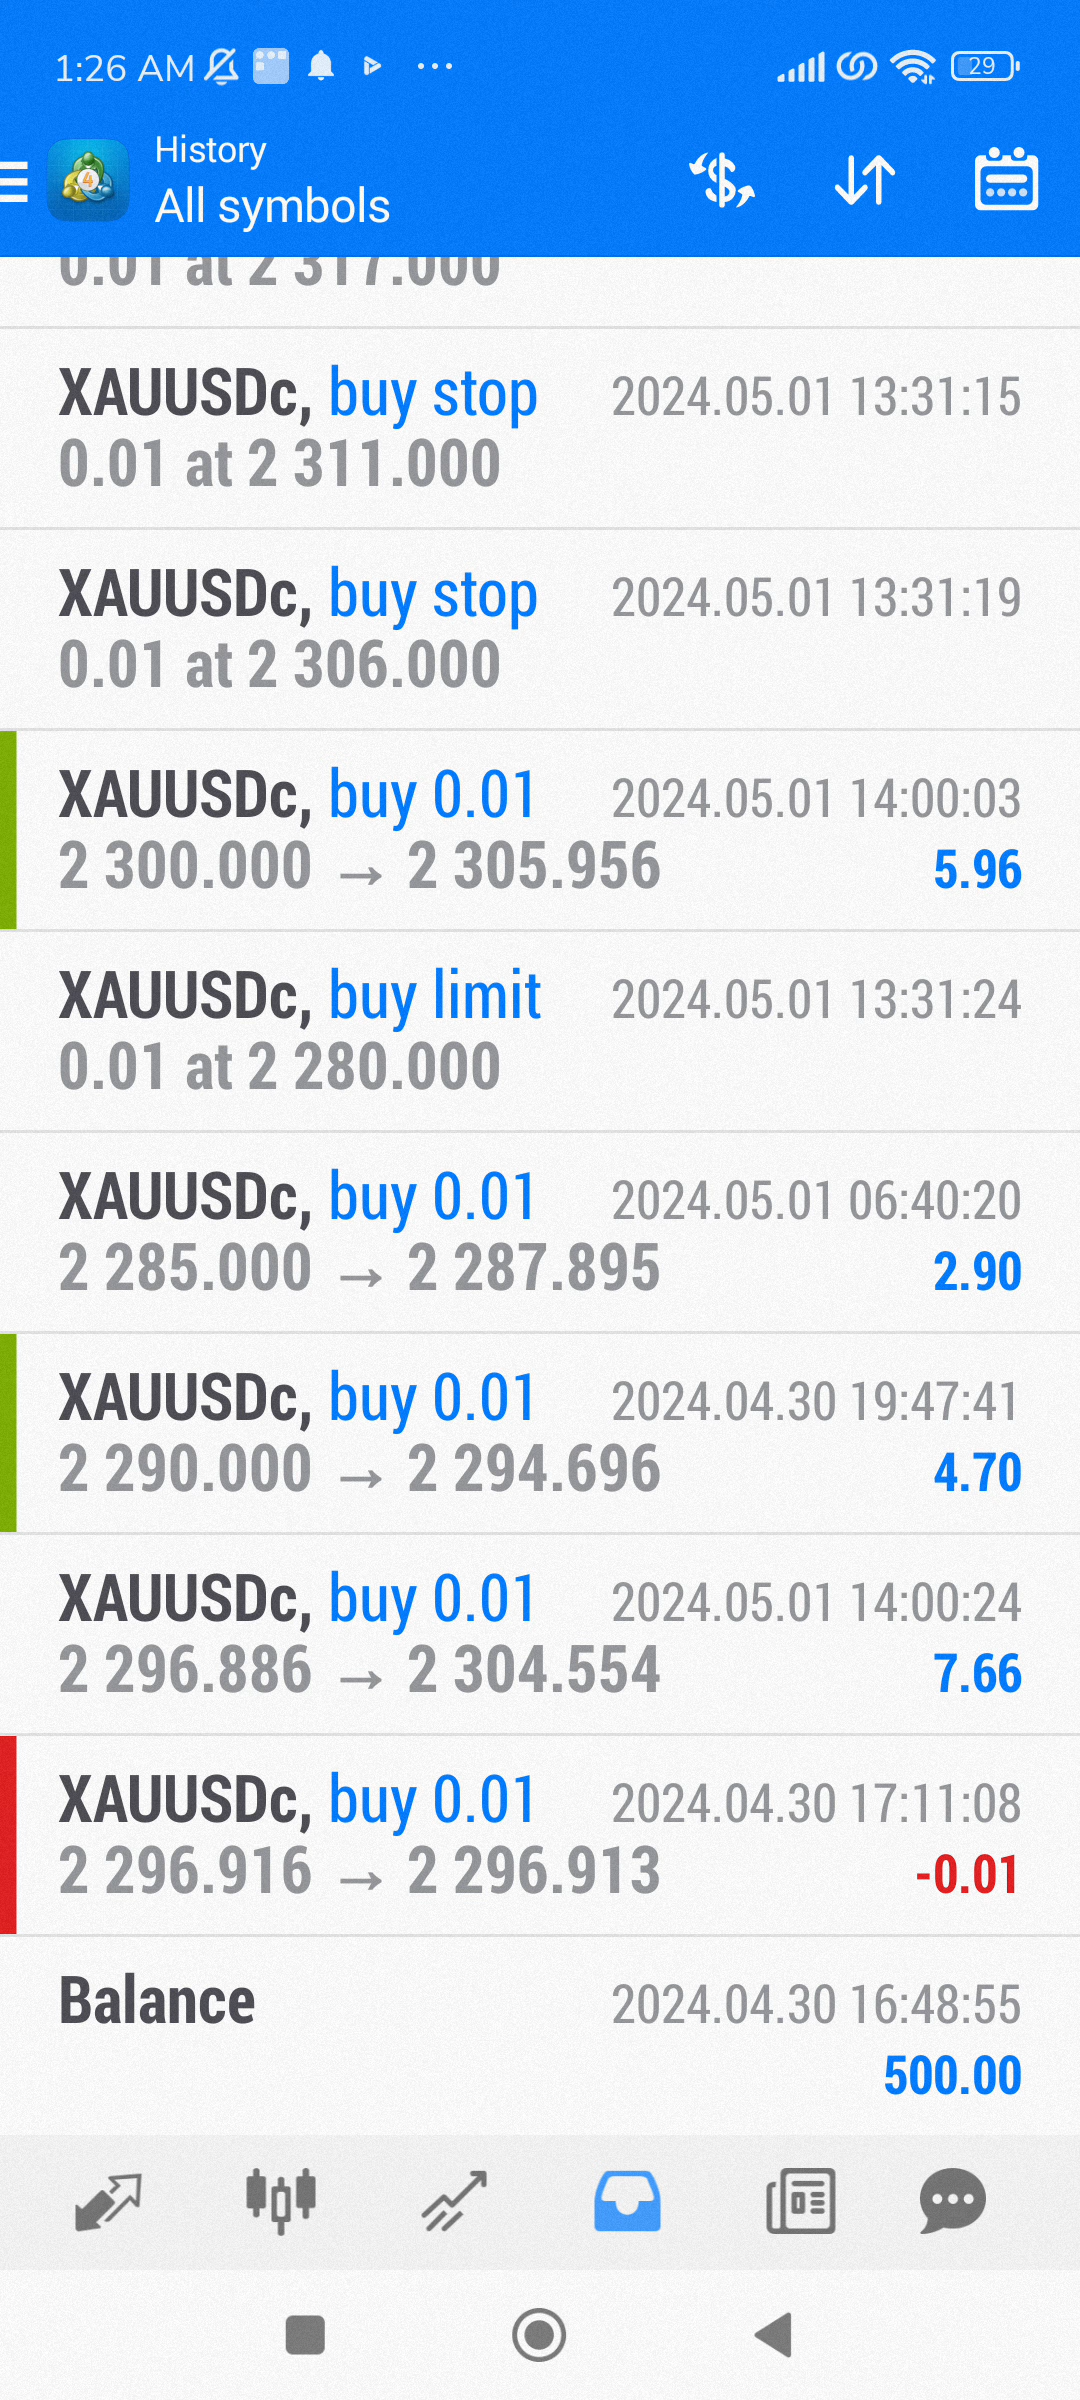 1:26 AM
29
History
All symbols
4
0.01 at 2 317.000
XAUUSDc, buy stop 2024.05.01 13:31:15
0.01 at 2 311.000
XAUUSDc, buy stop 2024.05.01 13:31:19
0.01 at 2 306.000
XAUUSDc, buy 0.01 2024.05.01 14:00:03
2 300.000 → 2 305.956 5.96
XAUUSDc, buy limit 2024.05.01 13:31:24
0.01 at 2 280.000
XAUUSDc, buy 0.01 2024.05.01 06:40:20
2 285.000 → 2 287.895 2.90
XAUUSDc, buy 0.01 2024.04.30 19:47:41
2 290.000 → 2 294.696 4.70
XAUUSDc, buy 0.01 2024.05.01 14:00:24
2 296.886 → 2 304.554 7.66
XAUUSDc, buy 0.01 2024.04.30 17:11:08
2 296.916 → 2 296.913 -0.01
Balance 2024.04.30 16:48:55
500.00